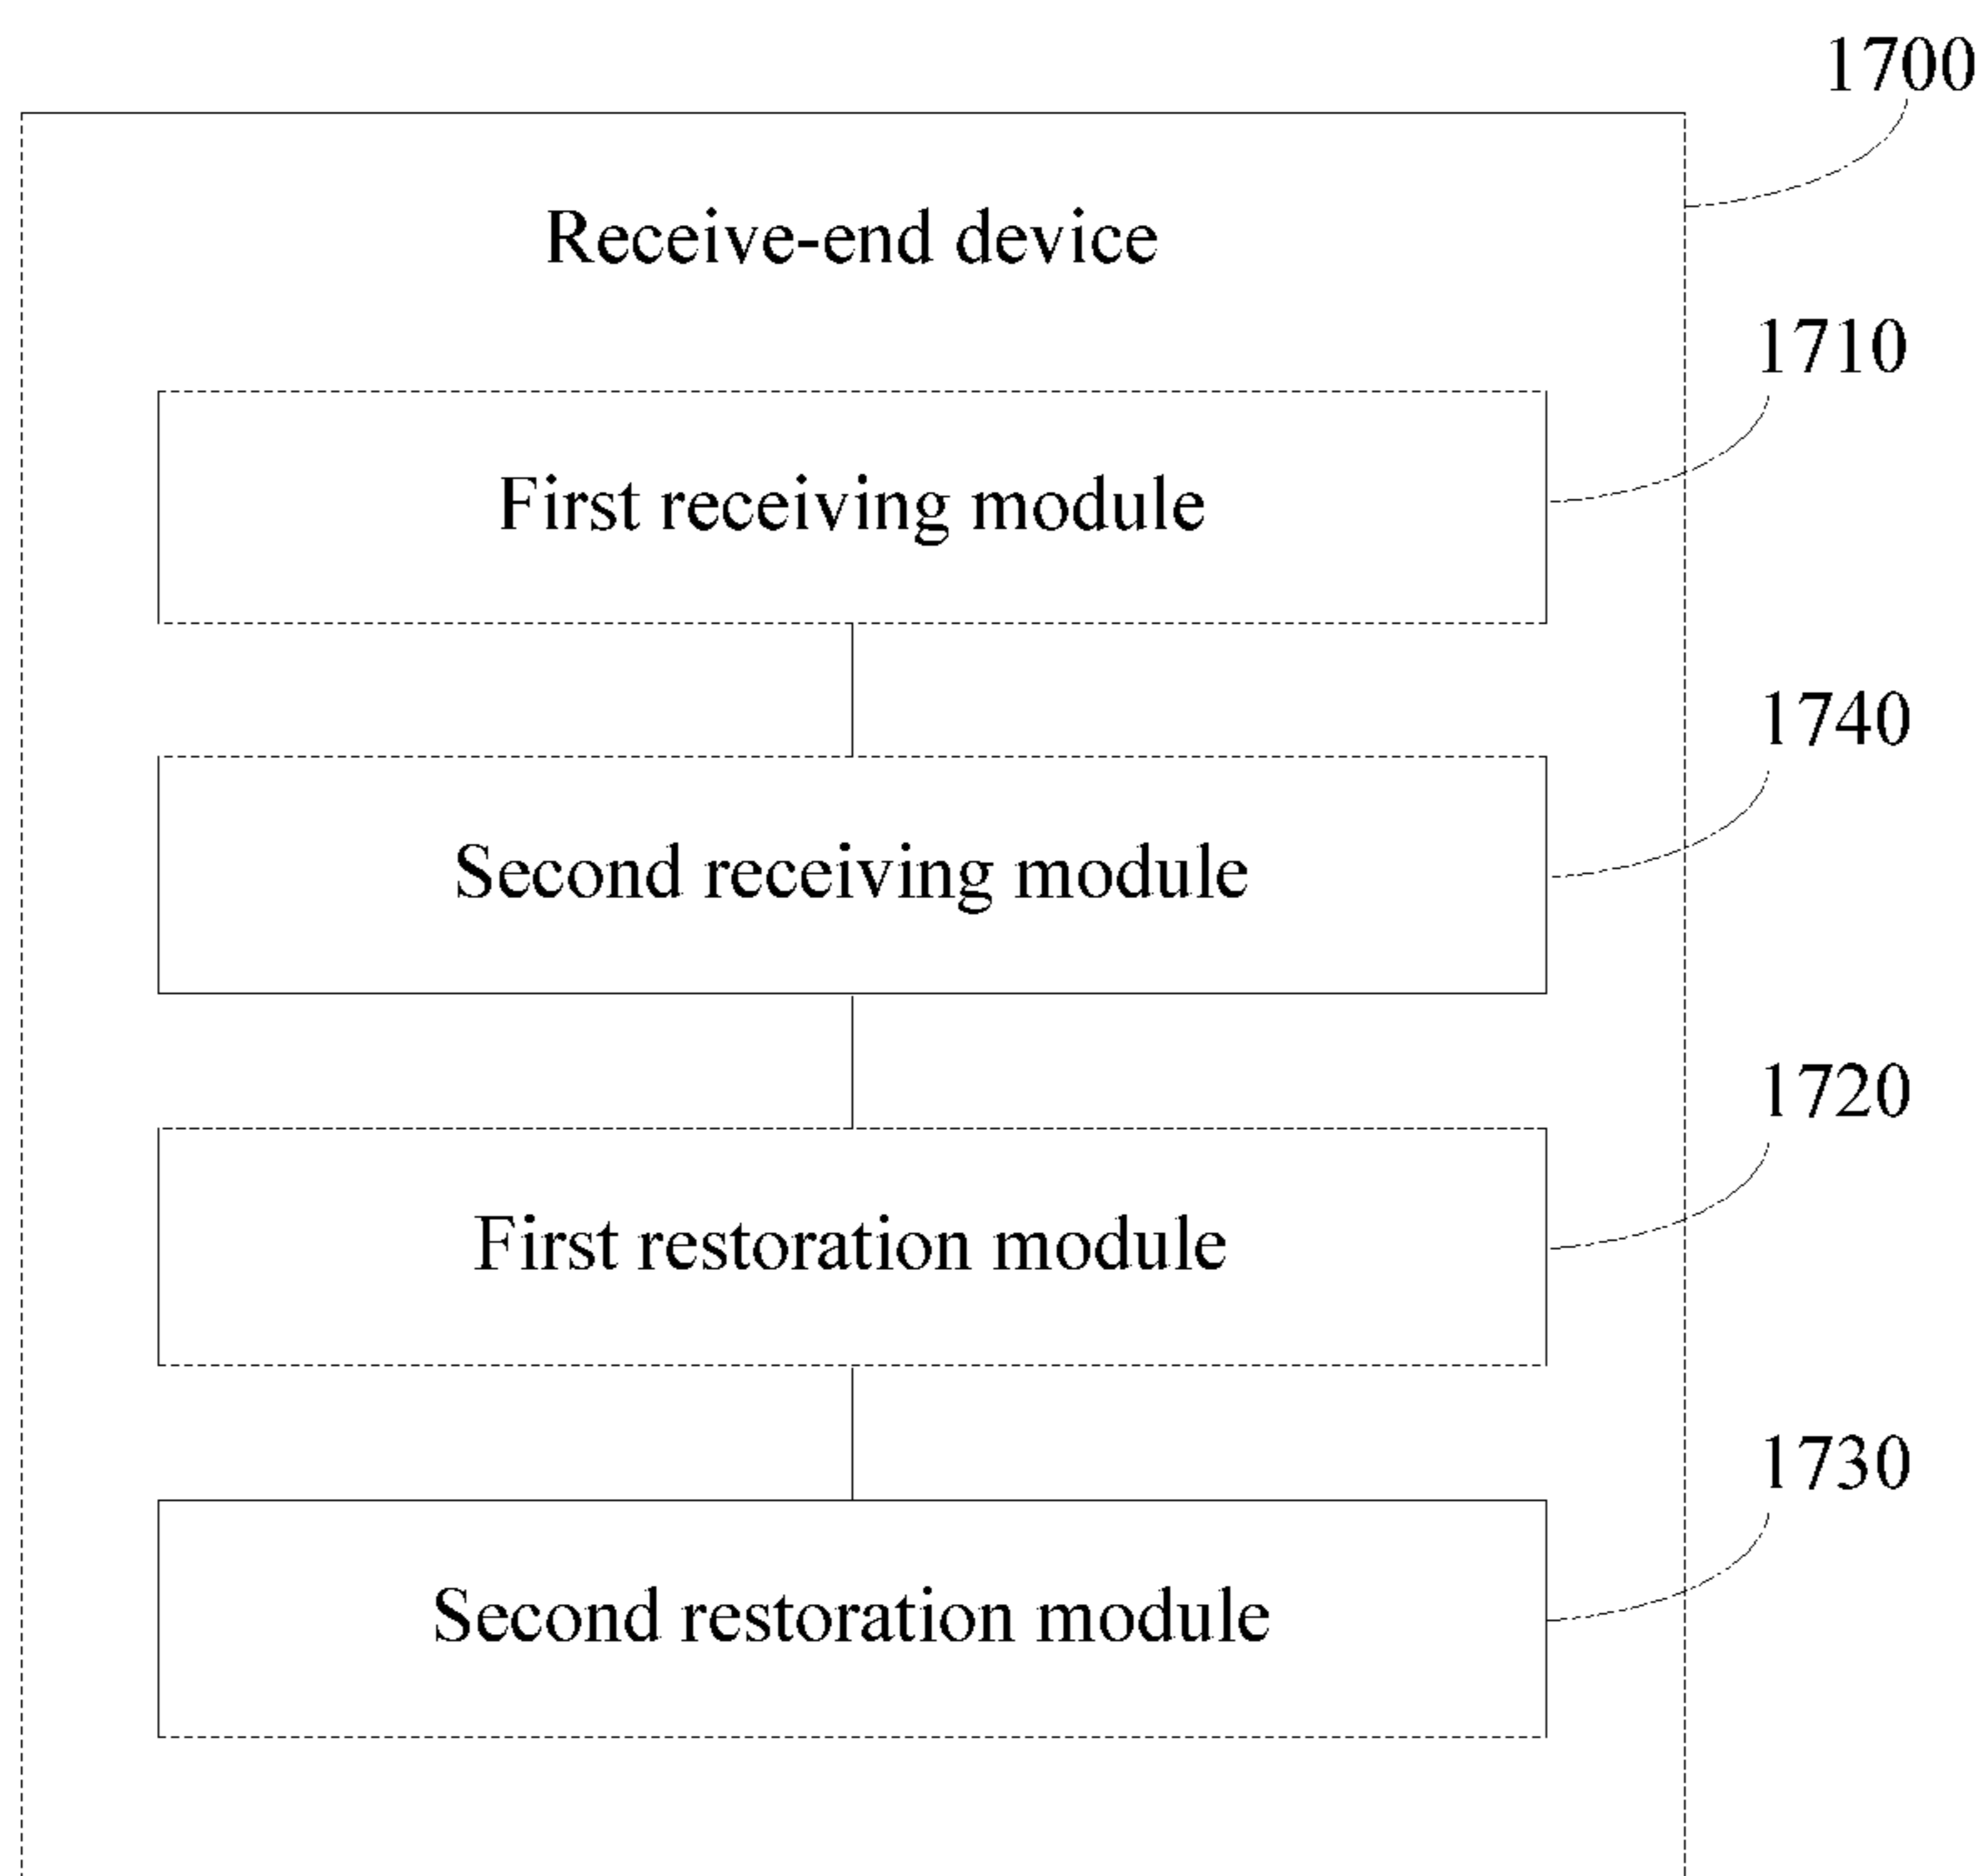 1700
Receive-end device
1710
First receiving module
1740
Second receiving module
1720
First restoration module
1730
Second restoration module